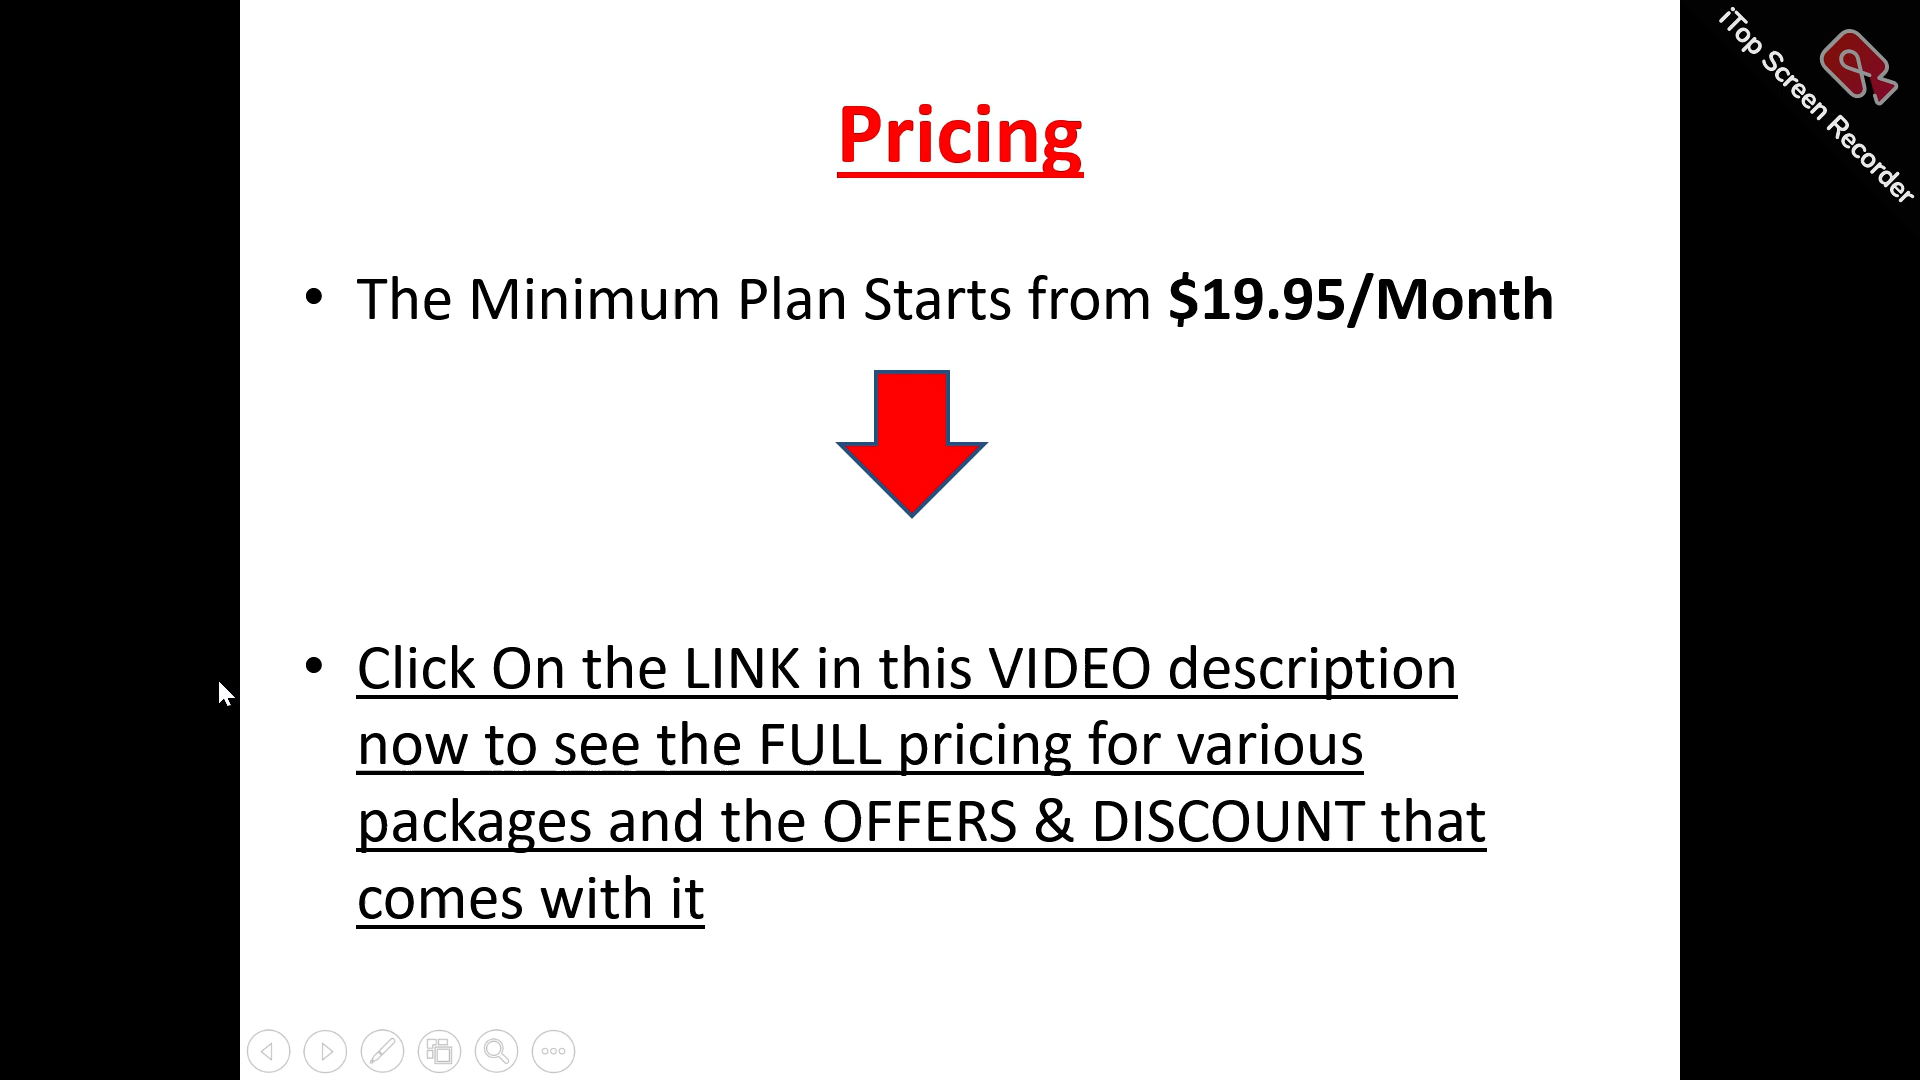 iTop Screen Recorder
Pricing
• The Minimum Plan Starts from $19.95/Month
• Click On the LINK in this VIDEO description
now to see the FULL pricing for various
packages and the OFFERS & DISCOUNT that
comes with it